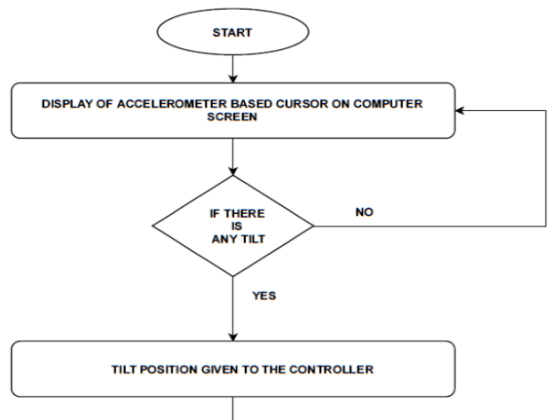 START
DISPLAY OF ACCELEROMETER BASED CURSOR ON COMPUTER
SCREEN
IF THERE
IS
ANY TILT
NO
YES
TILT POSITION GIVEN TO THE CONTROLLER